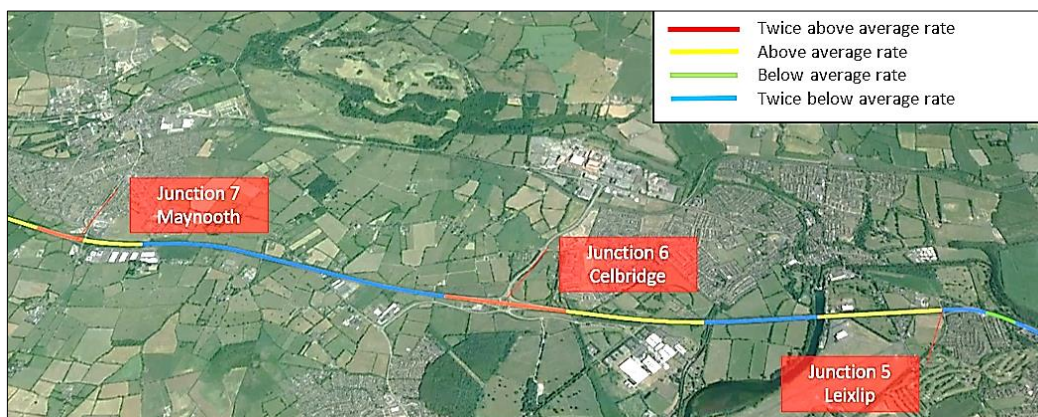 Twice above average rate
Above average rate
Below average rate
Twice below average rate
Junction 7
Maynooth
Junction 6
Celbridge
Junction 5
Leixlip